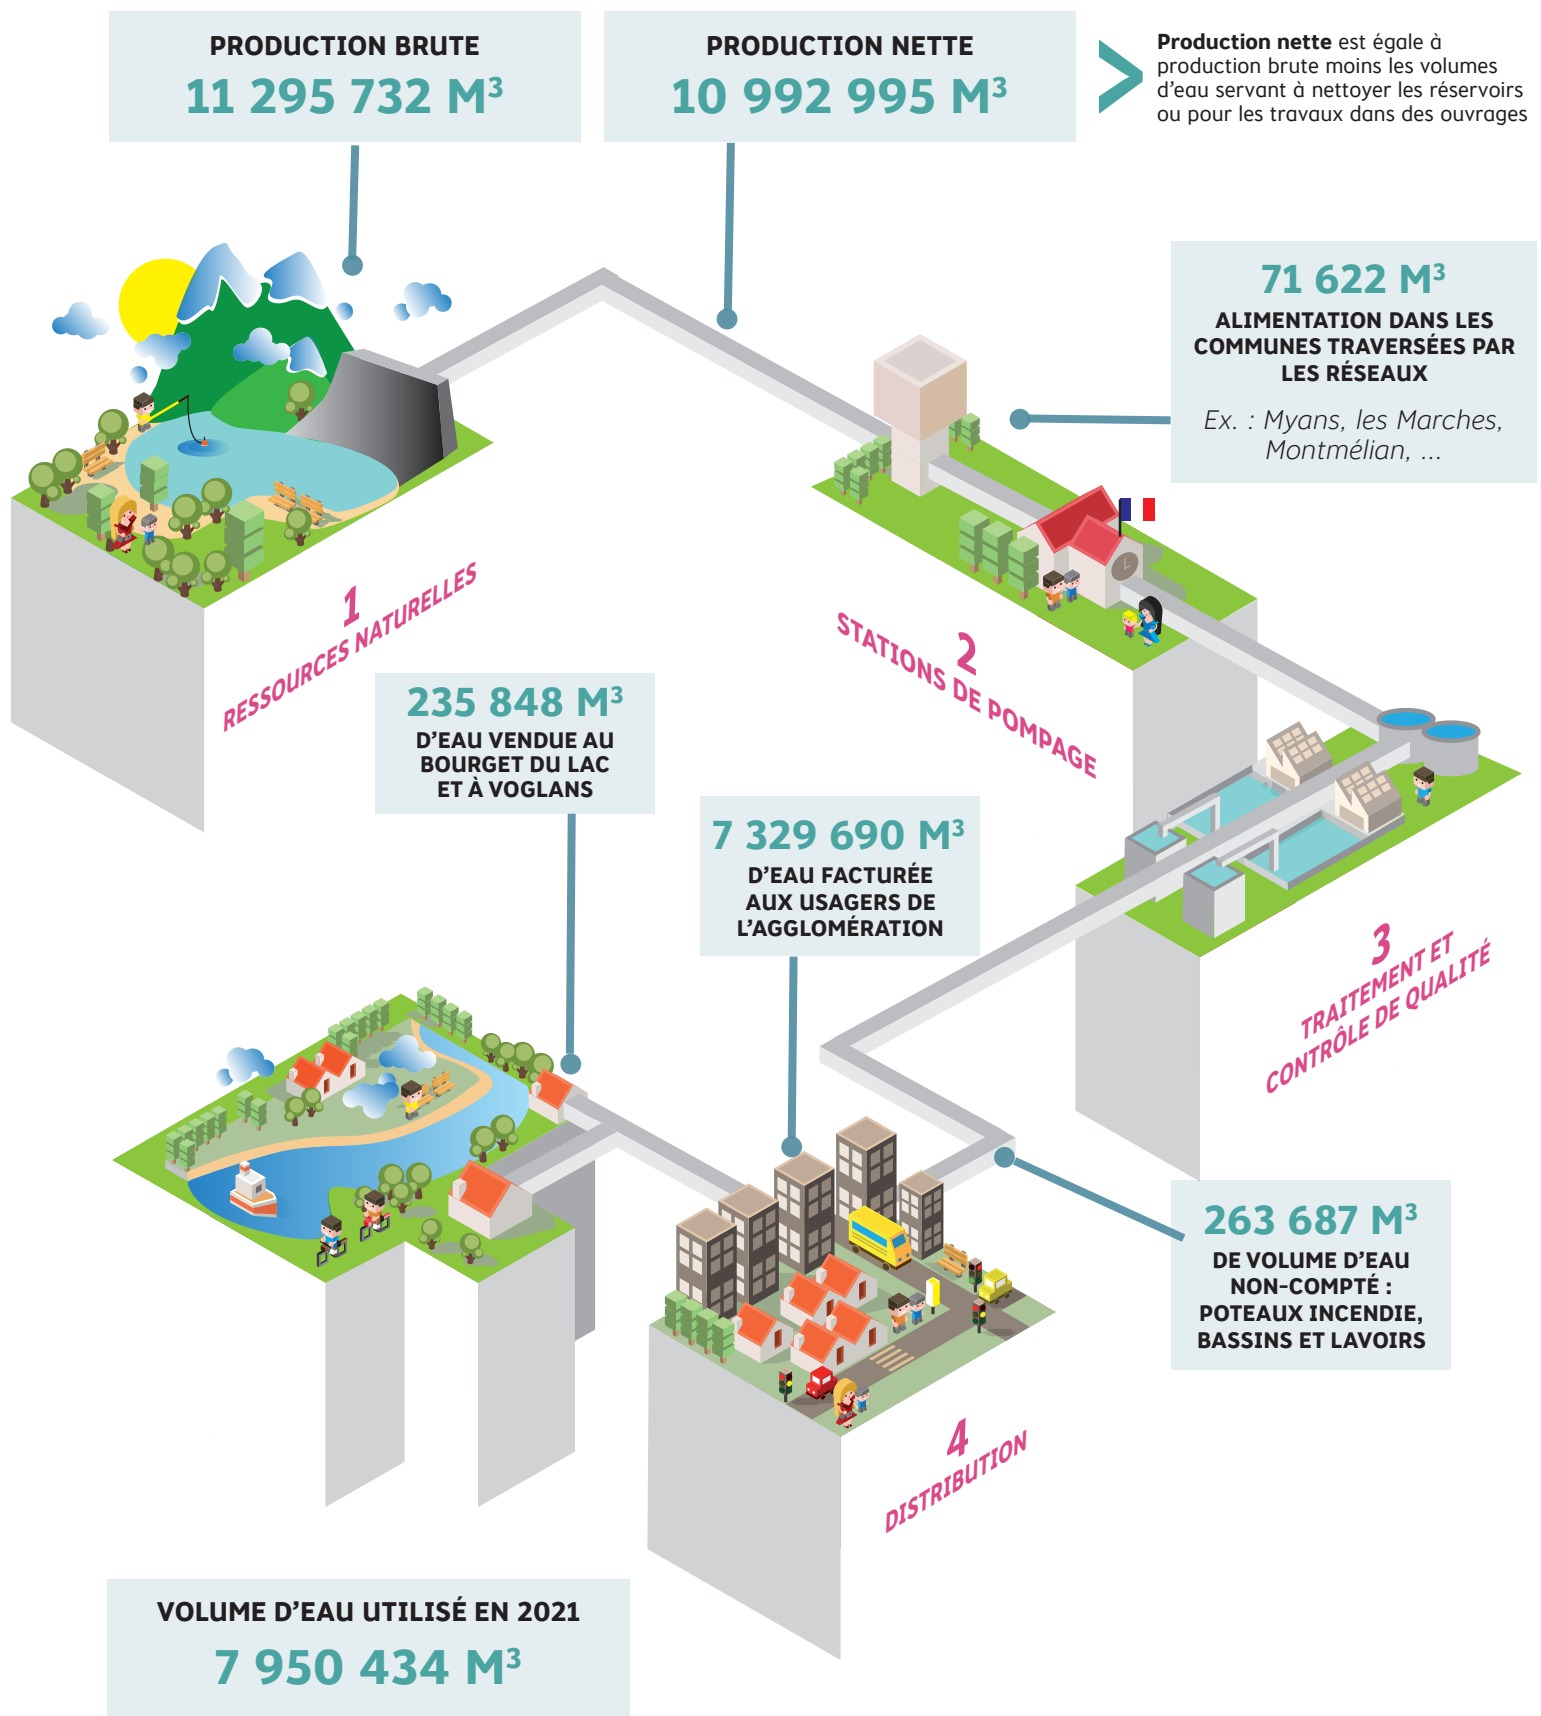 PRODUCTION BRUTE
11 295 732 M³
PRODUCTION NETTE
10 992 995 M³
Production nette est égale à
production brute moins les volumes
d’eau servant à nettoyer les réservoirs
ou pour les travaux dans des ouvrages
71 622 M³
ALIMENTATION DANS LES
COMMUNES TRAVERSÉES PAR
LES RÉSEAUX
Ex. : Myans, les Marches,
Montmélian, ...
1
RESSOURCES NATURELLES
2
STATIONS DE POMPAGE
235 848 M³
D’EAU VENDUE AU
BOURGET DU LAC
ET À VOGLANS
7 329 690 M³
D’EAU FACTURÉE
AUX USAGERS DE
L’AGGLOMÉRATION
3
TRAITEMENT ET
CONTRÔLE DE QUALITÉ
263 687 M³
DE VOLUME D’EAU
NON-COMPTÉ :
POTEAUX INCENDIE,
BASSINS ET LAVOIRS
4
DISTRIBUTION
VOLUME D’EAU UTILISÉ EN 2021
7 950 434 M³